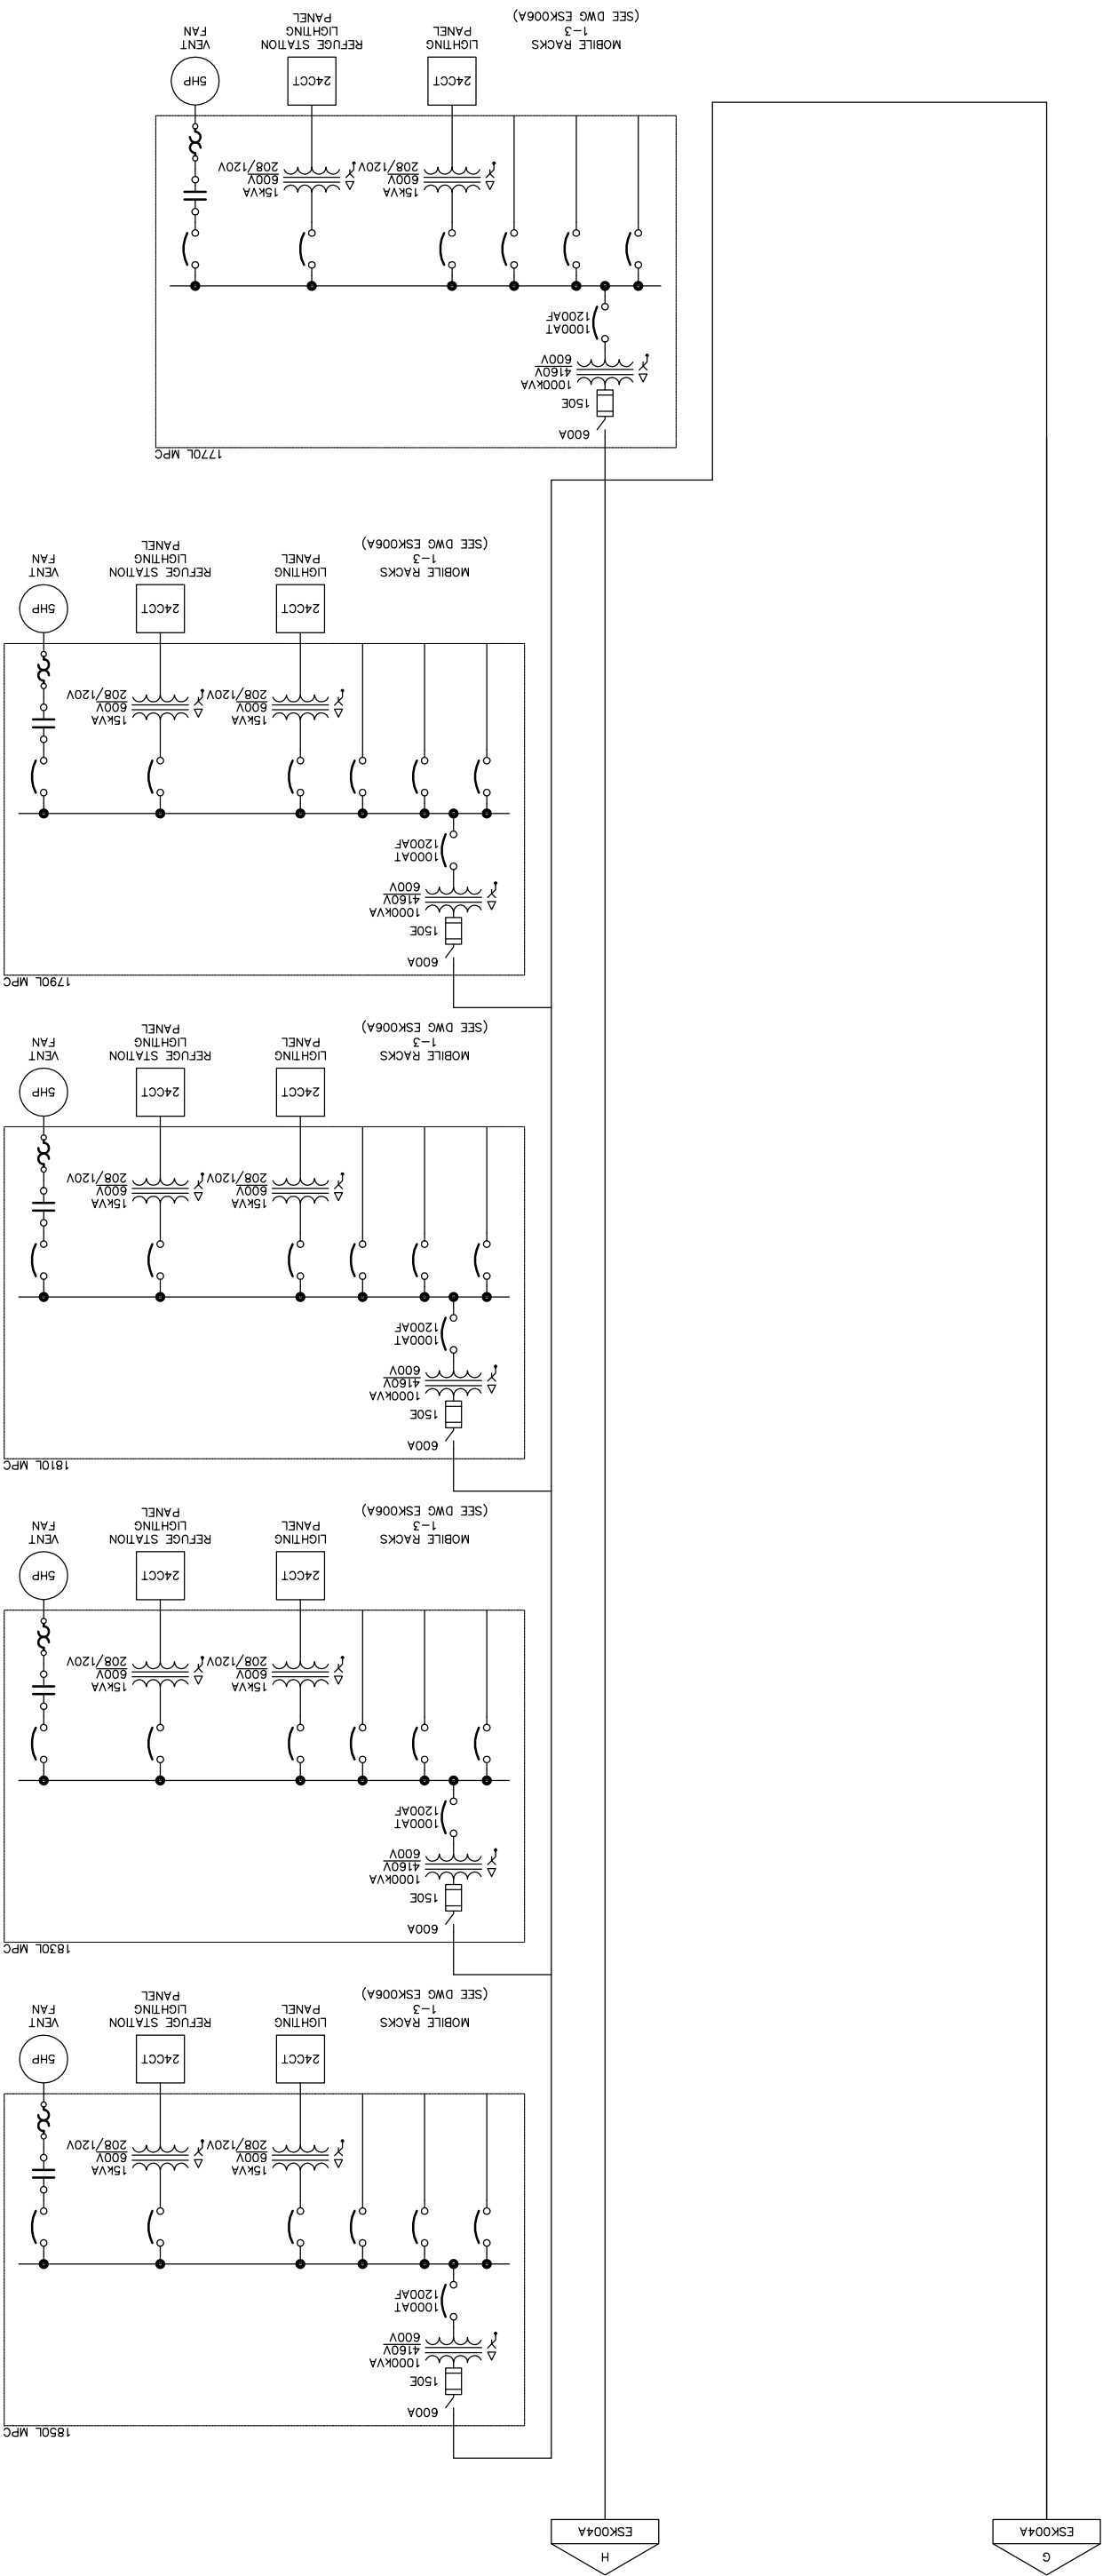 G
ESK004A
H
ESK004A
1850L MPC
600A
150E
1000kVA
4160V
600V
1000AT
1200AF
15kVA
600V
208/120V
15kVA
600V
208/120V
24CCT
24CCT
5HP
MOBILE RACKS
1-3
(SEE DWG ESK006A)
LIGHTING
PANEL
REFUGE STATION
LIGHTING
PANEL
VENT
FAN
1830L MPC
600A
150E
1000kVA
4160V
600V
1000AT
1200AF
15kVA
600V
208/120V
15kVA
600V
208/120V
24CCT
24CCT
5HP
MOBILE RACKS
1-3
(SEE DWG ESK006A)
LIGHTING
PANEL
REFUGE STATION
LIGHTING
PANEL
VENT
FAN
1810L MPC
600A
150E
1000kVA
4160V
600V
1000AT
1200AF
15kVA
600V
208/120V
15kVA
600V
208/120V
24CCT
24CCT
5HP
MOBILE RACKS
1-3
(SEE DWG ESK006A)
LIGHTING
PANEL
REFUGE STATION
LIGHTING
PANEL
VENT
FAN
1790L MPC
600A
150E
1000kVA
4160V
600V
1000AT
1200AF
15kVA
600V
208/120V
15kVA
600V
208/120V
24CCT
24CCT
5HP
MOBILE RACKS
1-3
(SEE DWG ESK006A)
LIGHTING
PANEL
REFUGE STATION
LIGHTING
PANEL
VENT
FAN
1770L MPC
600A
150E
1000kVA
4160V
600V
1000AT
1200AF
15kVA
600V
208/120V
15kVA
600V
208/120V
24CCT
24CCT
5HP
MOBILE RACKS
1-3
(SEE DWG ESK006A)
LIGHTING
PANEL
REFUGE STATION
LIGHTING
PANEL
VENT
FAN